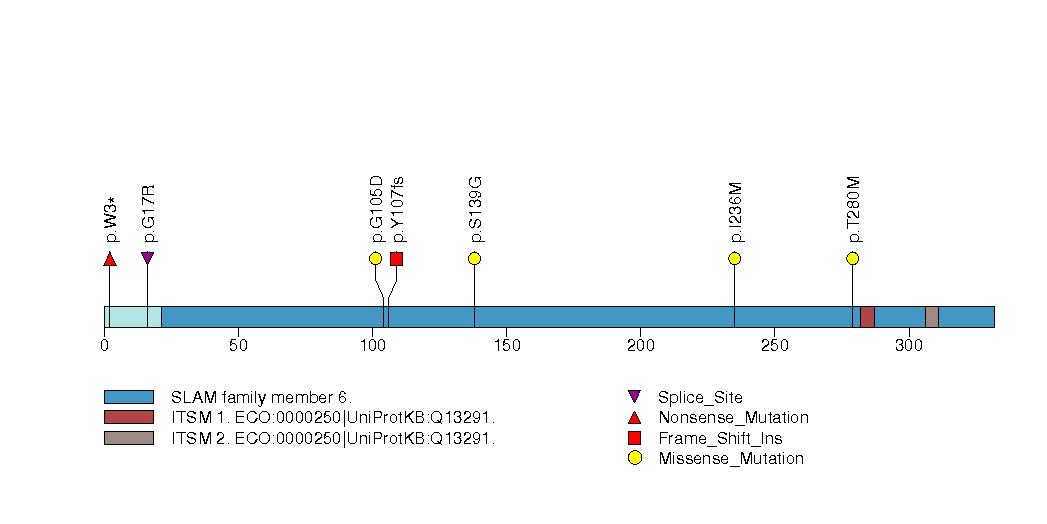 p.W3*
p.G17R
p.G105D
p.Y107fs
p.S139G
p.I236M
p.T280M
0 50 100 150 200 250 300
SLAM family member 6.
ITSM 1. ECO:0000250|UniProtKB:Q13291.
ITSM 2. ECO:0000250|UniProtKB:Q13291.
Splice_Site
Nonsense_Mutation
Frame_Shift_Ins
Missense_Mutation